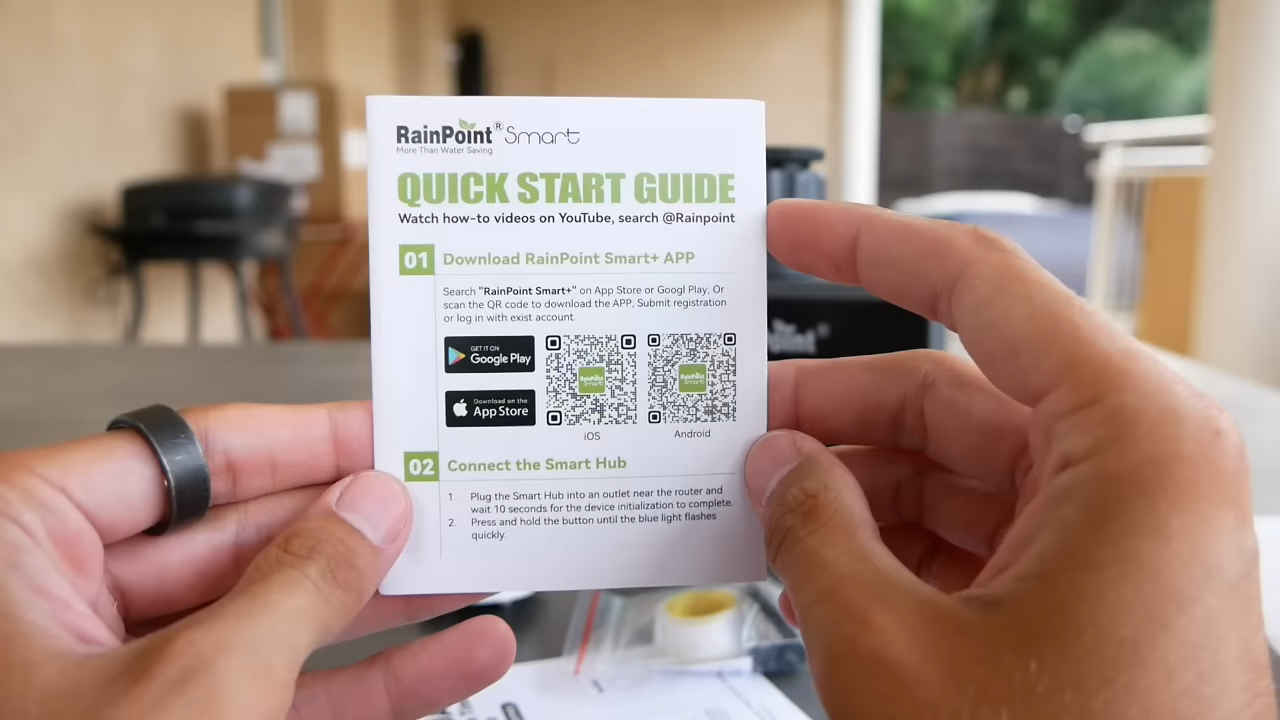 RainPoint® Smart
More Than Water Saving
QUICK START GUIDE
Watch how-to videos on YouTube, search @Rainpoint
01 Download RainPoint Smart+ APP
Search "RainPoint Smart+" on App Store or Googl Play, Or
scan the QR code to download the APP, Submit registration
or log in with exist account.
GET IT ON
Google Play
Download on the
App Store
RainPoint
Smart
RainPoint
Smart
iOS
Android
02 Connect the Smart Hub
1. Plug the Smart Hub into an outlet near the router and
wait 10 seconds for the device initialization to complete.
2. Press and hold the button until the blue light flashes
quickly.